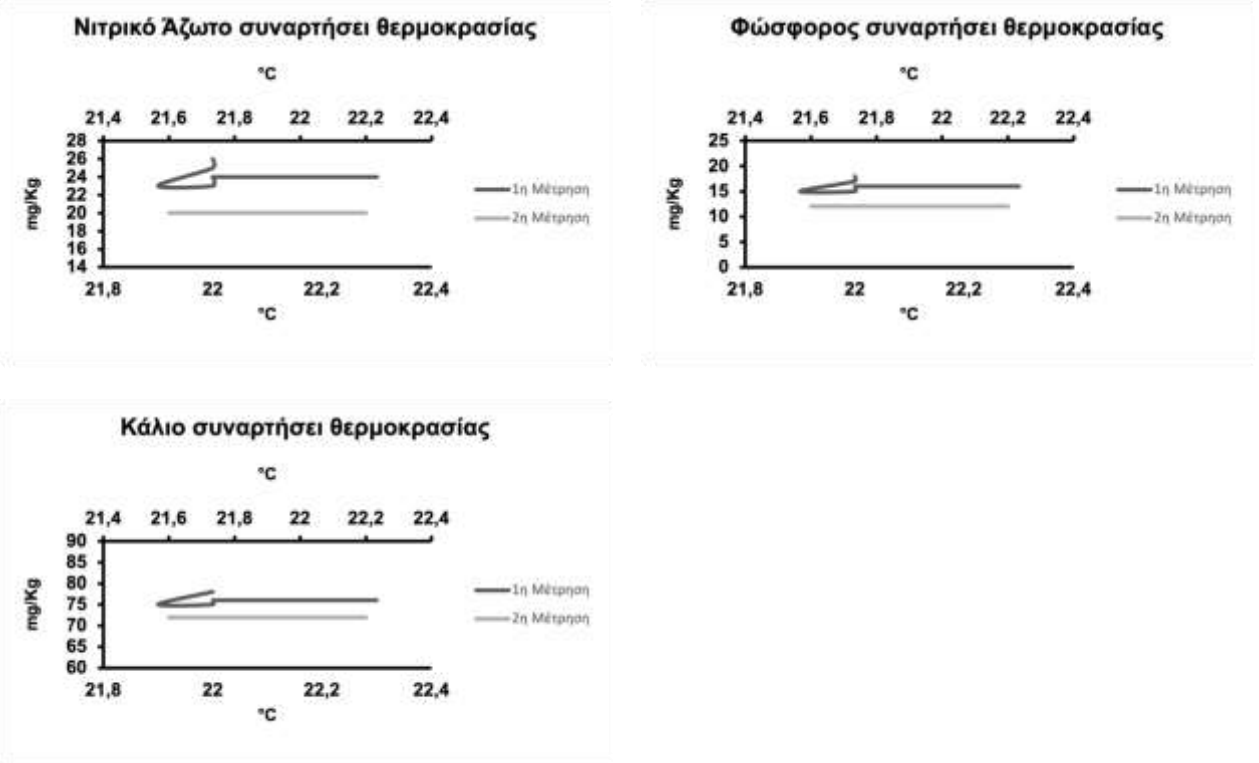 Νιτρικό Άζωτο συναρτήσει θερμοκρασίας
°C
21,4 21,6 21,8 22 22,2 22,4
28
26
24
22
20
18
16
14
mg/Kg
21,8 22 22,2 22,4
°C
1η Μέτρηση
2η Μέτρηση
Φώσφορος συναρτήσει θερμοκρασίας
°C
21,4 21,6 21,8 22 22,2 22,4
25
20
15
10
5
0
mg/Kg
21,8 22 22,2 22,4
°C
1η Μέτρηση
2η Μέτρηση
Κάλιο συναρτήσει θερμοκρασίας
°C
21,4 21,6 21,8 22 22,2 22,4
90
85
80
75
70
65
60
mg/Kg
21,8 22 22,2 22,4
°C
1η Μέτρηση
2η Μέτρηση